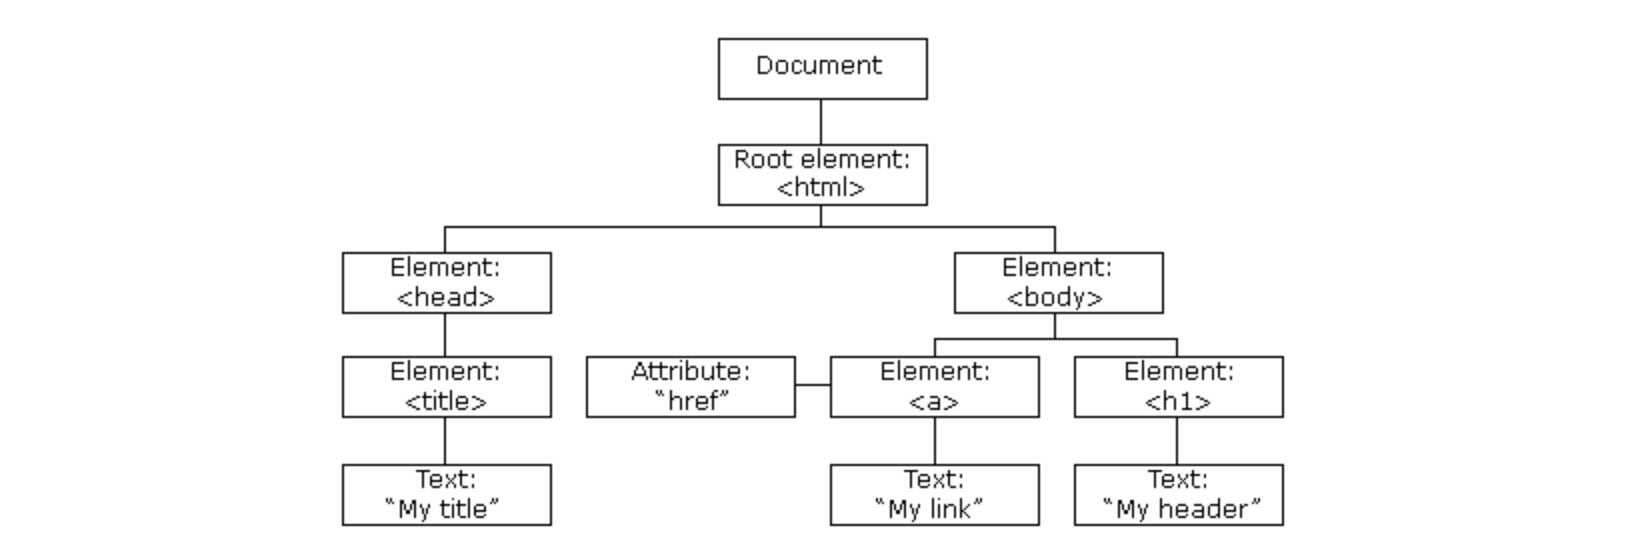 Document
Root element:
<html>
Element:
<head>
Element:
<body>
Element:
<title>
Attribute:
“href”
Element:
<a>
Element:
<h1>
Text:
“My title”
Text:
“My link”
Text:
“My header”